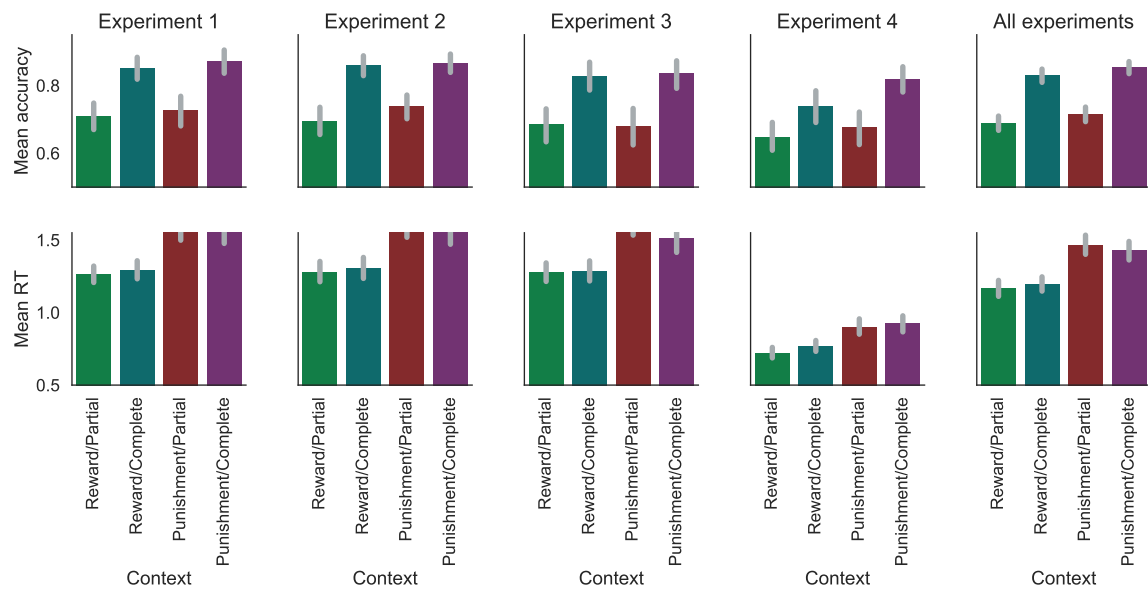 Experiment 1
Experiment 2
Experiment 3
Experiment 4
All experiments
Mean accuracy
0.8
0.6
Mean RT
1.5
1.0
0.5
Reward/Partial
Reward/Complete
Punishment/Partial
Punishment/Complete
Reward/Partial
Reward/Complete
Punishment/Partial
Punishment/Complete
Reward/Partial
Reward/Complete
Punishment/Partial
Punishment/Complete
Reward/Partial
Reward/Complete
Punishment/Partial
Punishment/Complete
Reward/Partial
Reward/Complete
Punishment/Partial
Punishment/Complete
Context
Context
Context
Context
Context